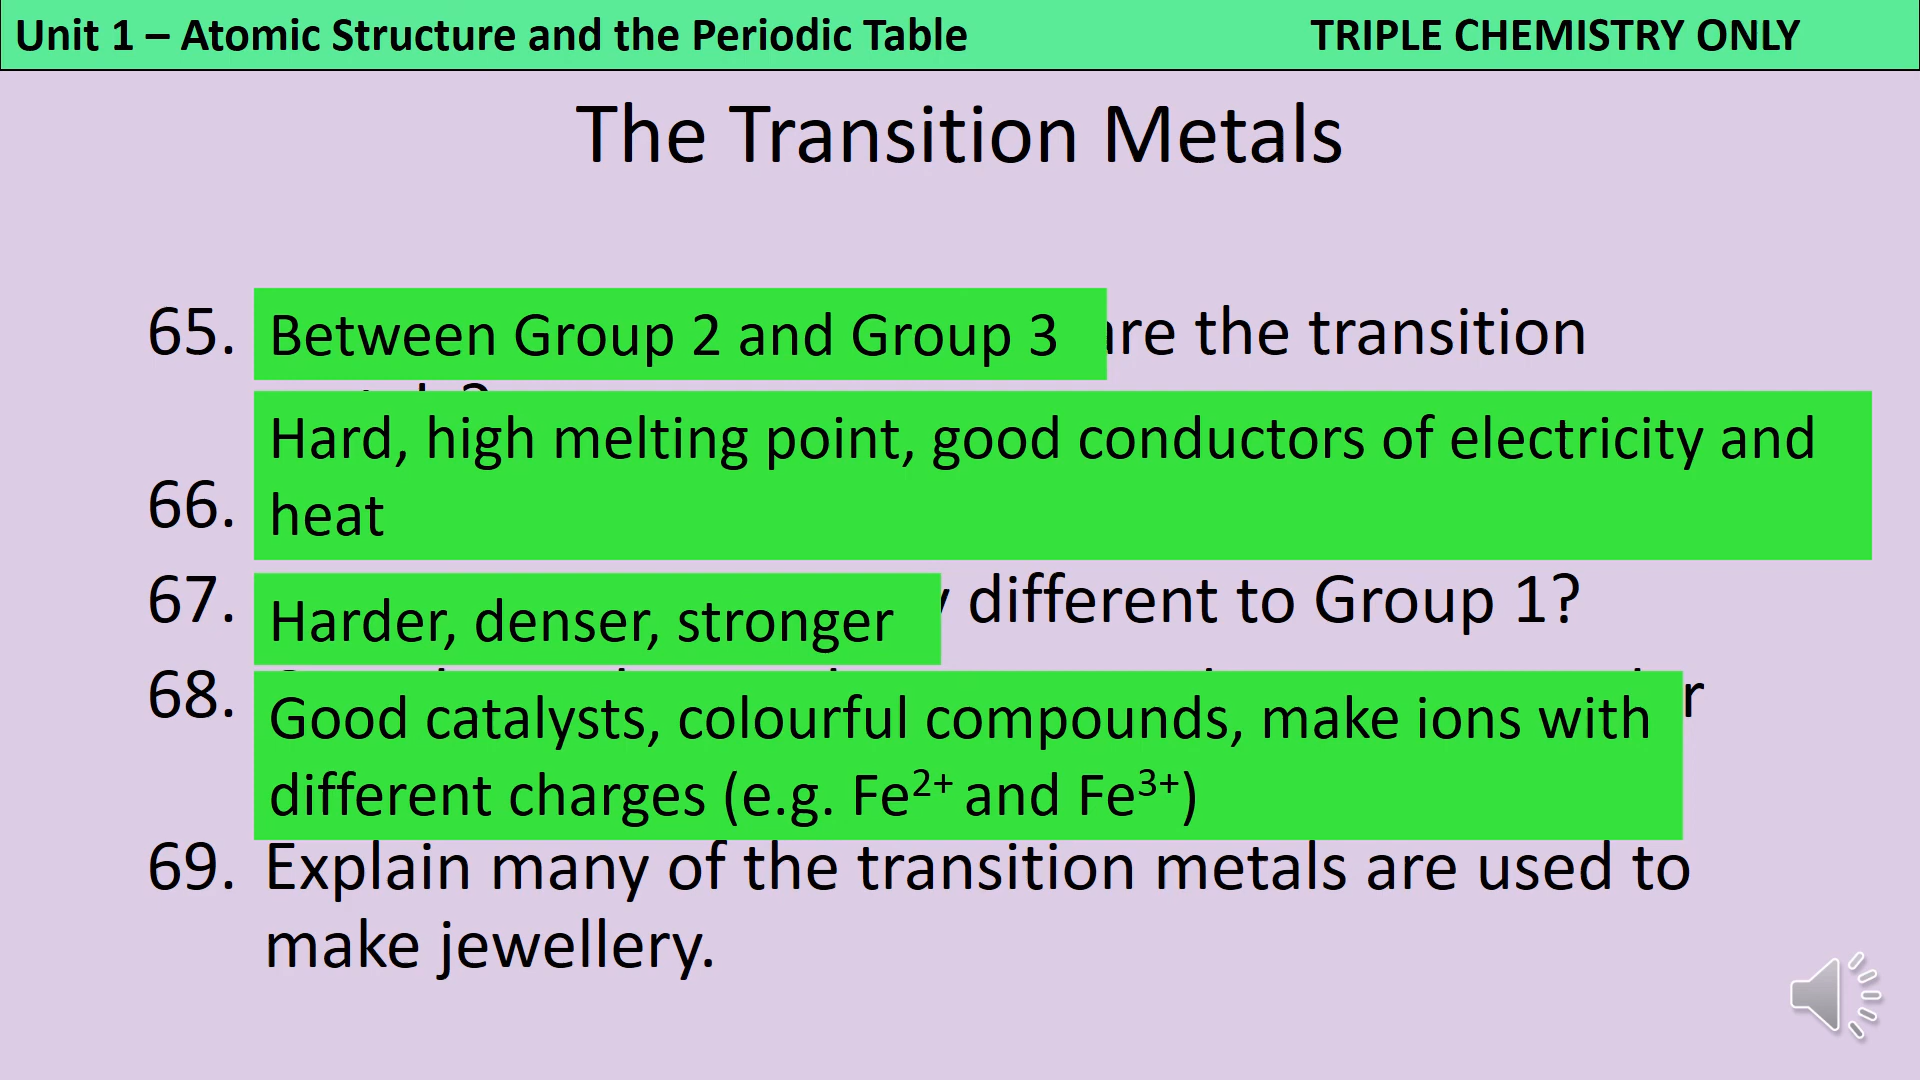 Unit 1 – Atomic Structure and the Periodic Table TRIPLE CHEMISTRY ONLY
The Transition Metals
65. Between Group 2 and Group 3 are the transition
66. Hard, high melting point, good conductors of electricity and
heat
67. Harder, denser, stronger different to Group 1?
68. Good catalysts, colourful compounds, make ions with
different charges (e.g. Fe²⁺ and Fe³⁺)
69. Explain many of the transition metals are used to
make jewellery.